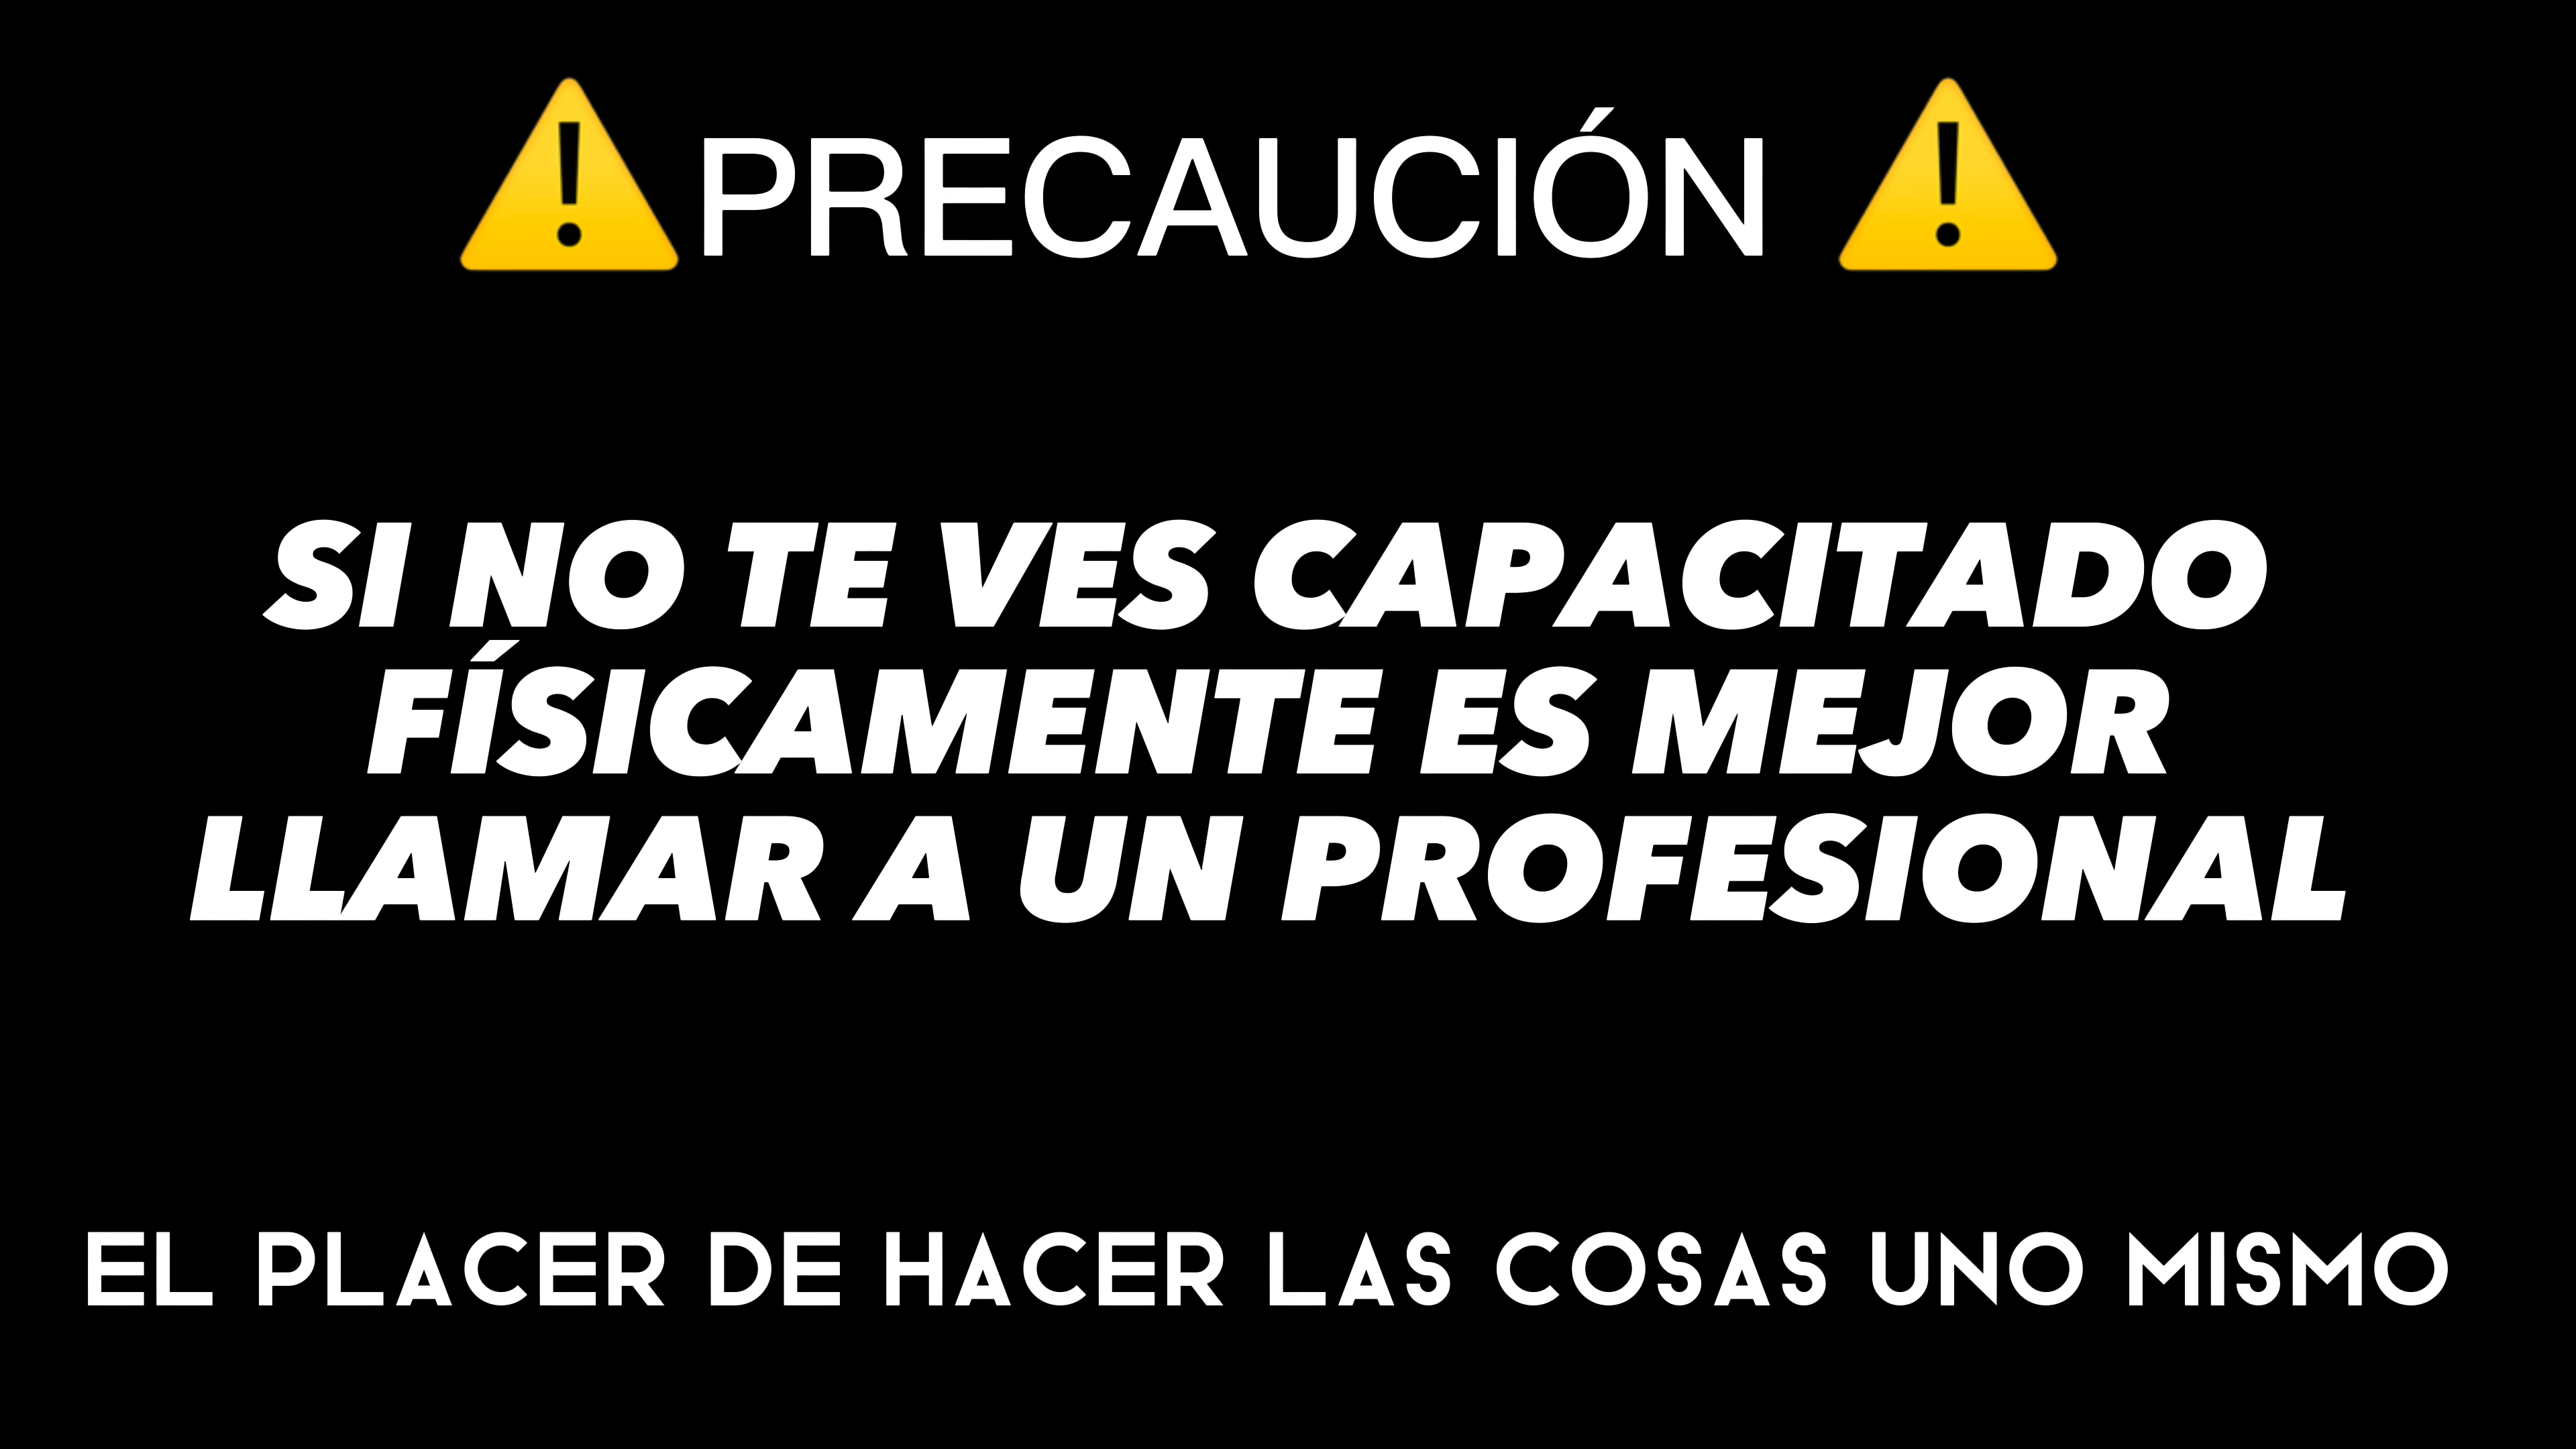 ⚠️PRECAUCIÓN ⚠️
SI NO TE VES CAPACITADO
FÍSICAMENTE ES MEJOR
LLAMAR A UN PROFESIONAL
EL PLACER DE HACER LAS COSAS UNO MISMO